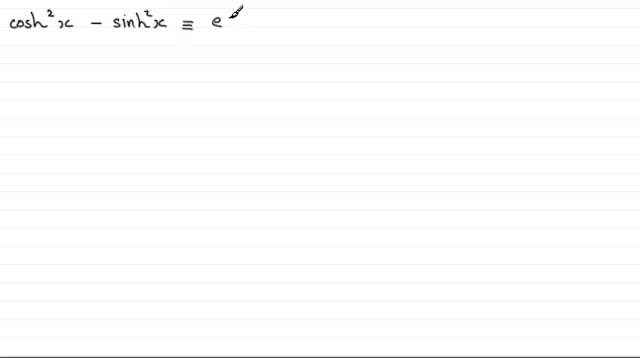 cosh²x - sinh²x ≡ e